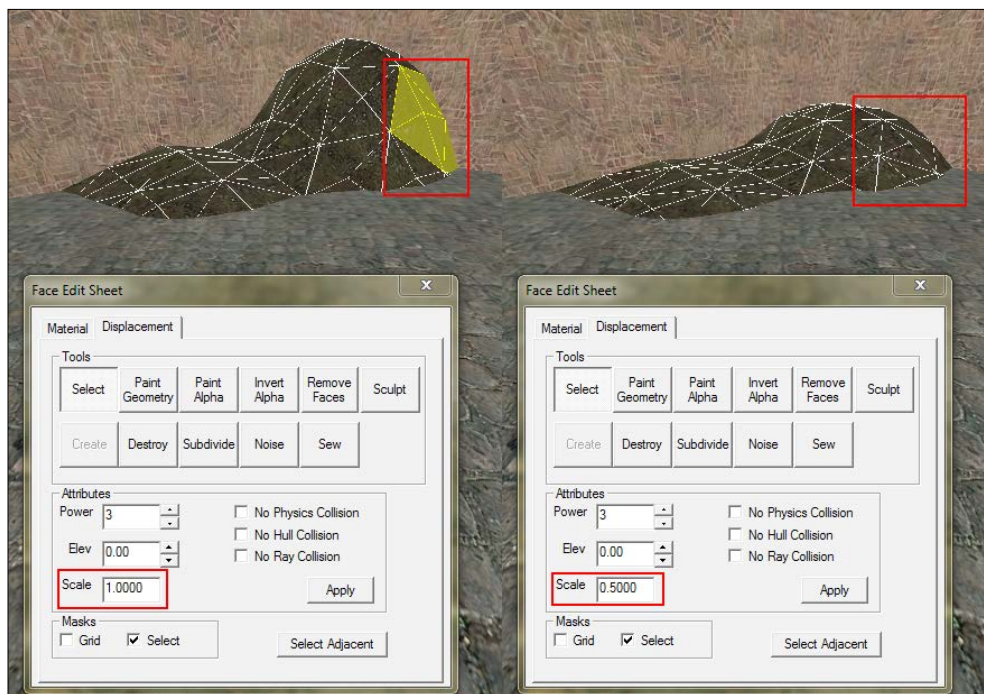 Face Edit Sheet
x
Material Displacement
Tools
Select Paint Geometry Paint Alpha Invert Alpha Remove Faces Sculpt
Create Destroy Subdivide Noise Sew
Attributes
Power 3 No Physics Collision
No Hull Collision
Elev 0.00 No Ray Collision
Scale 1.0000 Apply
Masks
Grid Select Select Adjacent
Face Edit Sheet
x
Material Displacement
Tools
Select Paint Geometry Paint Alpha Invert Alpha Remove Faces Sculpt
Create Destroy Subdivide Noise Sew
Attributes
Power 3 No Physics Collision
No Hull Collision
Elev 0.00 No Ray Collision
Scale 0.5000 Apply
Masks
Grid Select Select Adjacent